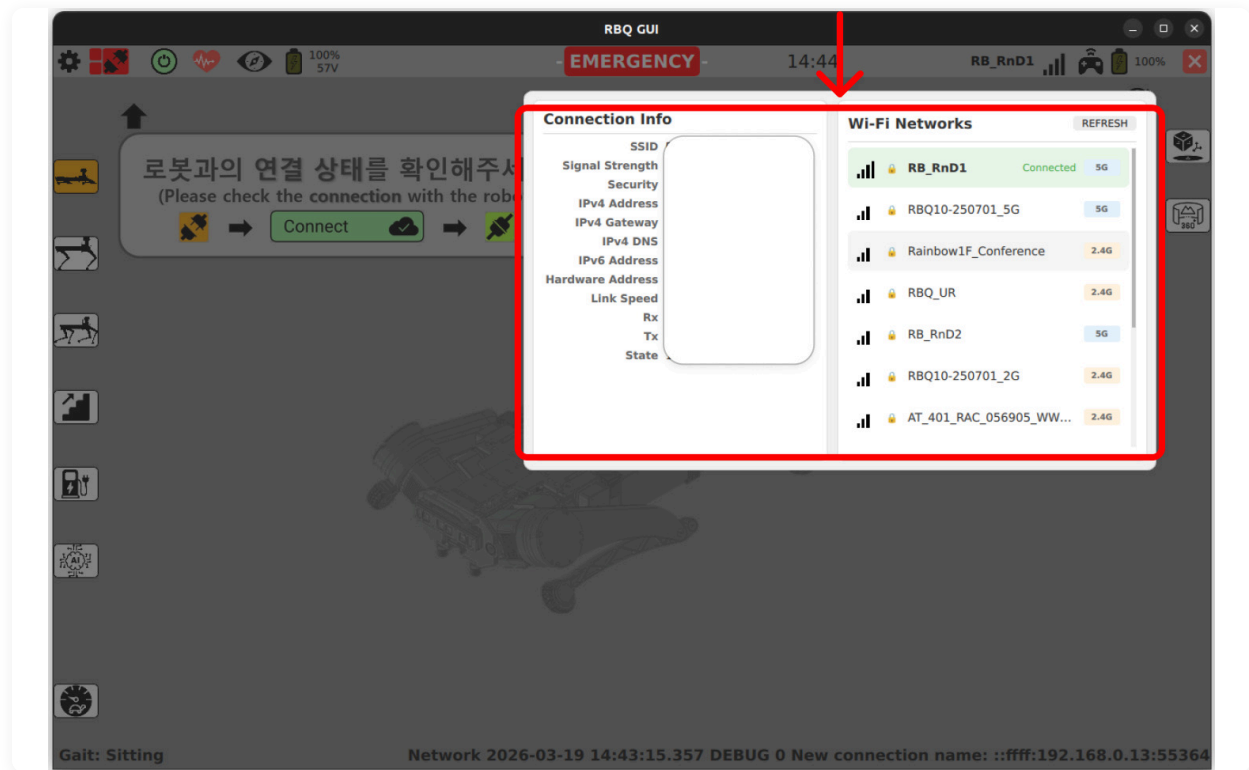 RBQ GUI
100%
57V
- EMERGENCY -
14:44
RB_RnD1
100%
로봇과의 연결 상태를 확인해주세
(Please check the connection with the robo
Connect
Connection Info
SSID
Signal Strength
Security
IPv4 Address
IPv4 Gateway
IPv4 DNS
IPv6 Address
Hardware Address
Link Speed
Rx
Tx
State
Wi-Fi Networks
REFRESH
RB_RnD1 Connected 5G
RBQ10-250701_5G 5G
Rainbow1F_Conference 2.4G
RBQ_UR 2.4G
RB_RnD2 5G
RBQ10-250701_2G 2.4G
AT_401_RAC_056905_WW... 2.4G
360
AI
Gait: Sitting
Network 2026-03-19 14:43:15.357 DEBUG 0 New connection name: ::ffff:192.168.0.13:55364